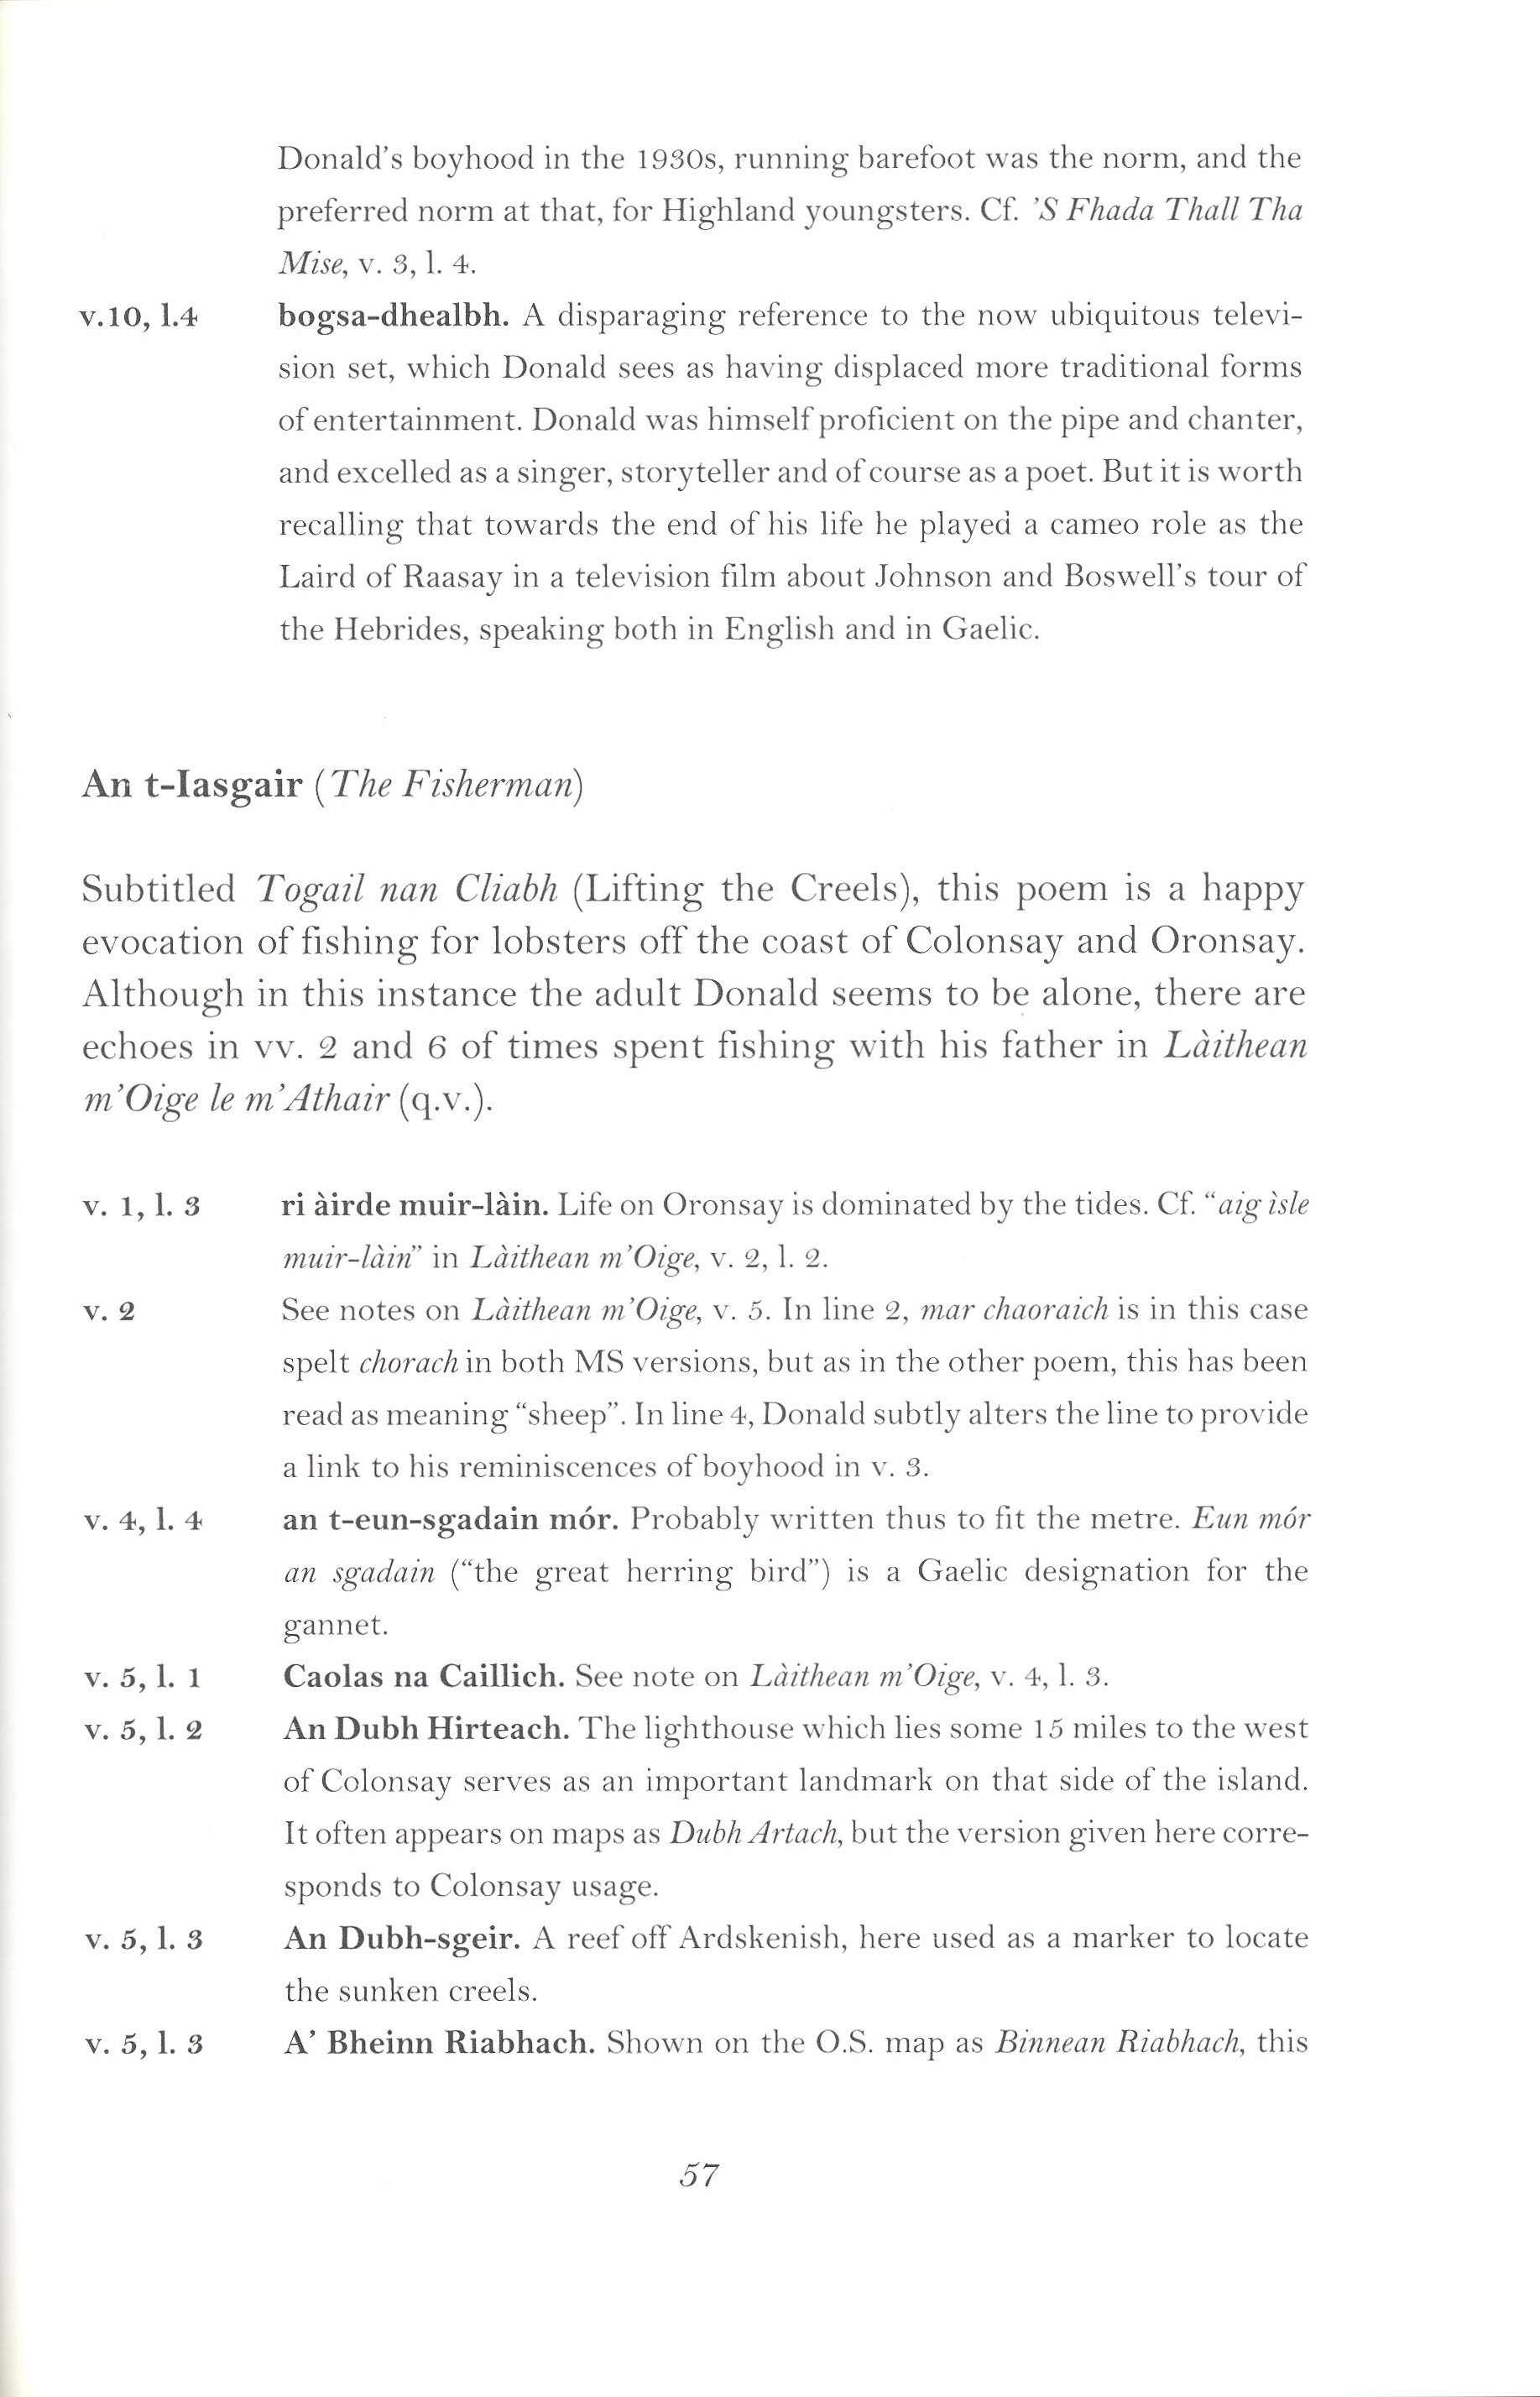 Donald's boyhood in the 1930s, running barefoot was the norm, and the
preferred norm at that, for Highland youngsters. Cf. 'S Fhada Thall Tha
Mise, v. 3, l. 4.
v.10, l.4 bogsa-dhealbh. A disparaging reference to the now ubiquitous televi-
sion set, which Donald sees as having displaced more traditional forms
of entertainment. Donald was himself proficient on the pipe and chanter,
and excelled as a singer, storyteller and of course as a poet. But it is worth
recalling that towards the end of his life he played a cameo role as the
Laird of Raasay in a television film about Johnson and Boswell's tour of
the Hebrides, speaking both in English and in Gaelic.
An t-Iasgair (The Fisherman)
Subtitled Togail nan Cliabh (Lifting the Creels), this poem is a happy
evocation of fishing for lobsters off the coast of Colonsay and Oronsay.
Although in this instance the adult Donald seems to be alone, there are
echoes in vv. 2 and 6 of times spent fishing with his father in Làithean
m'Oige le m'Athair (q.v.).
v. 1, l. 3 ri àirde muir-làin. Life on Oronsay is dominated by the tides. Cf. "aig ìsle
muir-làin" in Làithean m'Oige, v. 2, l. 2.
v. 2 See notes on Làithean m'Oige, v. 5. In line 2, mar chaoraich is in this case
spelt chorach in both MS versions, but as in the other poem, this has been
read as meaning "sheep". In line 4, Donald subtly alters the line to provide
a link to his reminiscences of boyhood in v. 3.
v. 4, l. 4 an t-eun-sgadain mór. Probably written thus to fit the metre. Eun mór
an sgadain ("the great herring bird") is a Gaelic designation for the
gannet.
v. 5, l. 1 Caolas na Caillich. See note on Làithean m'Oige, v. 4, l. 3.
v. 5, l. 2 An Dubh Hirteach. The lighthouse which lies some 15 miles to the west
of Colonsay serves as an important landmark on that side of the island.
It often appears on maps as Dubh Artach, but the version given here corre-
sponds to Colonsay usage.
v. 5, l. 3 An Dubh-sgeir. A reef off Ardskenish, here used as a marker to locate
the sunken creels.
v. 5, l. 3 A' Bheinn Riabhach. Shown on the O.S. map as Binnean Riabhach, this
57